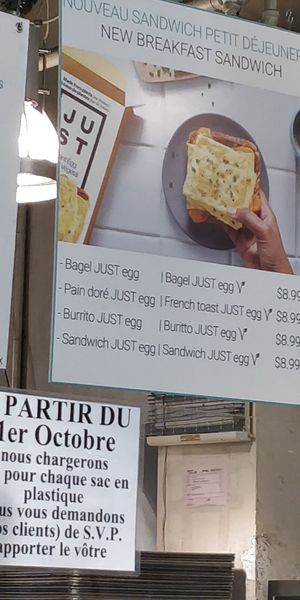 NOUVEAU SANDWICH PETIT DÉJEUNER
NEW BREAKFAST SANDWICH
JU
ST
- Bagel JUST egg | Bagel JUST egg V $8.99
- Pain doré JUST egg | French toast JUST egg V $8.99
- Burrito JUST egg | Buritto JUST egg V $8.99
- Sandwich JUST egg | Sandwich JUST egg V $8.99
PARTIR DU
1er Octobre
nous chargerons
pour chaque sac en
plastique
us vous demandons
os clients) de S.V.P.
apporter le vôtre